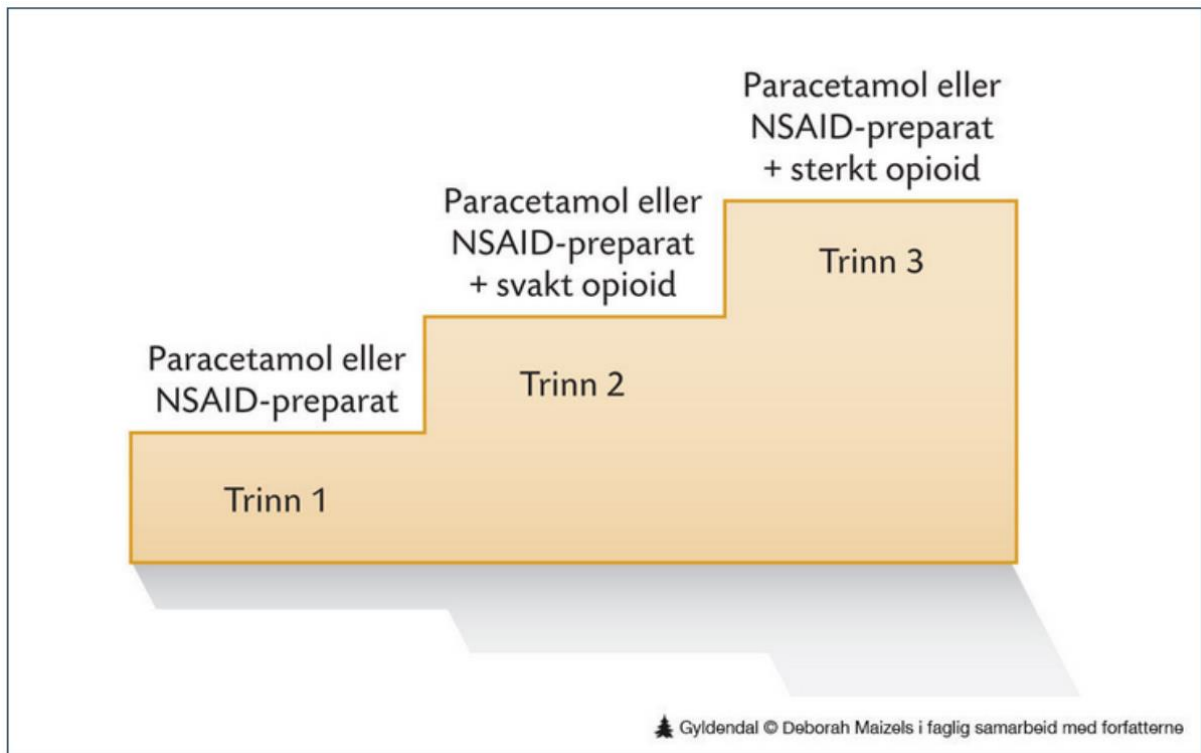 Paracetamol eller
NSAID-preparat
+ sterkt opioid
Paracetamol eller
NSAID-preparat
+ svakt opioid
Trinn 3
Paracetamol eller
NSAID-preparat
Trinn 2
Trinn 1
Gyldendal © Deborah Maizels i faglig samarbeid med forfatterne